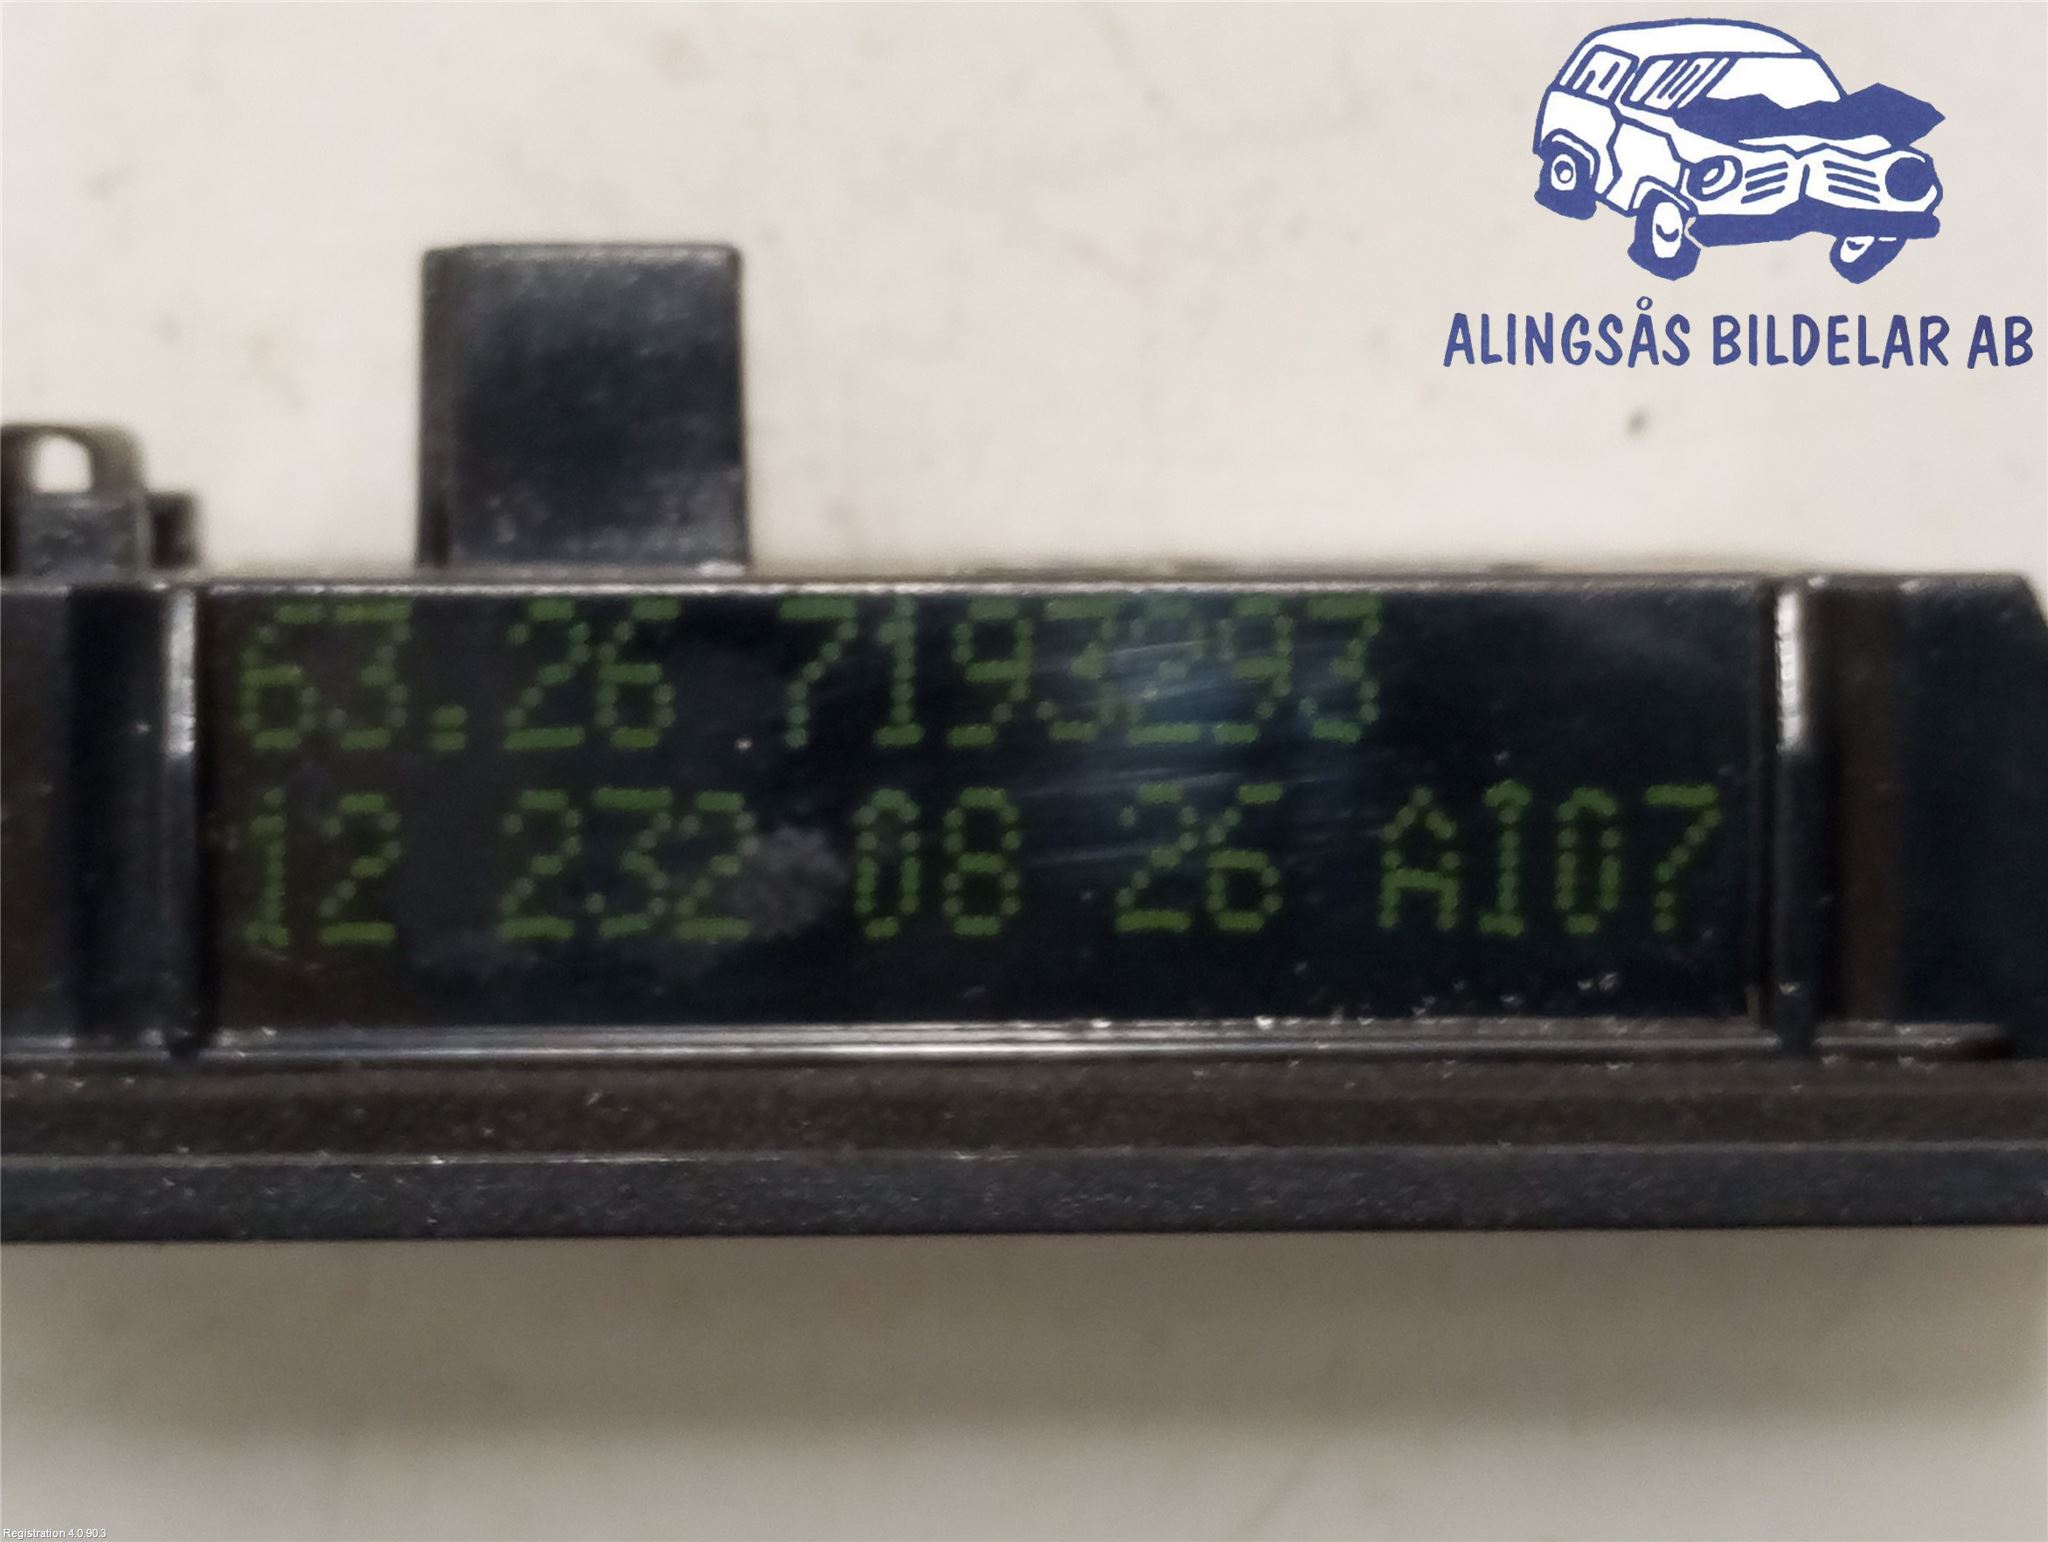 ALINGSÅS BILDELAR AB
63.26 7193293
12 232 08 26 A107
Registration 4.0.90.3